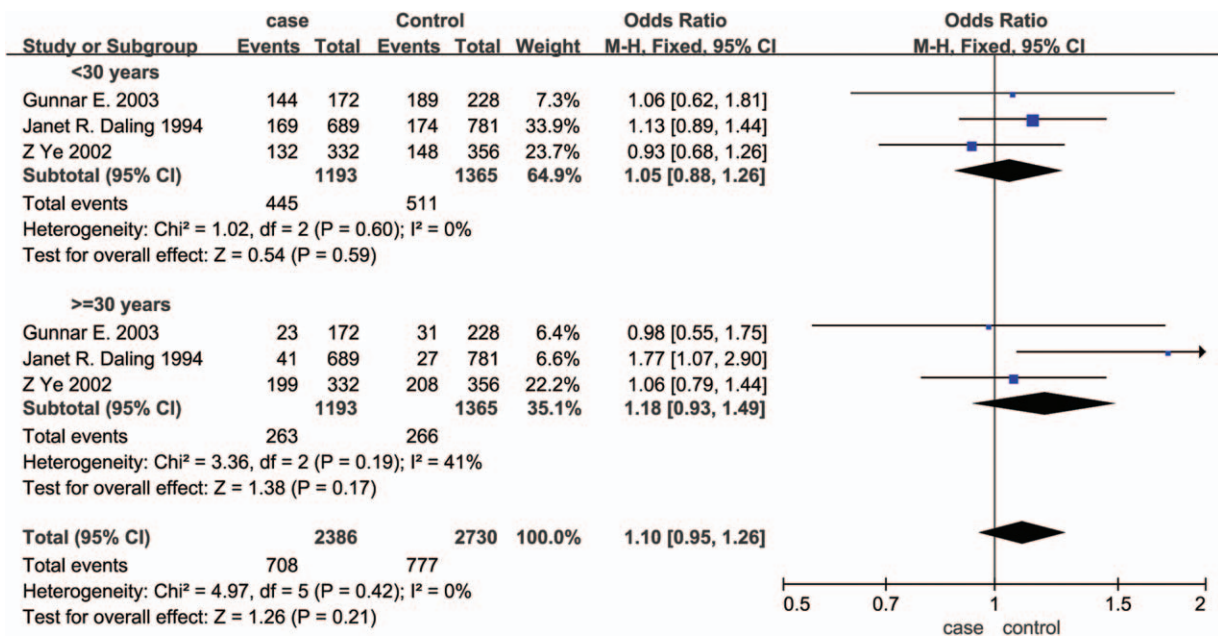 case Control Odds Ratio Odds Ratio
Study or Subgroup Events Total Events Total Weight M-H, Fixed, 95% CI M-H, Fixed, 95% CI
<30 years
Gunnar E. 2003 144 172 189 228 7.3% 1.06 [0.62, 1.81]
Janet R. Daling 1994 169 689 174 781 33.9% 1.13 [0.89, 1.44]
Z Ye 2002 132 332 148 356 23.7% 0.93 [0.68, 1.26]
Subtotal (95% CI) 1193 1365 64.9% 1.05 [0.88, 1.26]
Total events 445 511
Heterogeneity: Chi² = 1.02, df = 2 (P = 0.60); I² = 0%
Test for overall effect: Z = 0.54 (P = 0.59)
>=30 years
Gunnar E. 2003 23 172 31 228 6.4% 0.98 [0.55, 1.75]
Janet R. Daling 1994 41 689 27 781 6.6% 1.77 [1.07, 2.90]
Z Ye 2002 199 332 208 356 22.2% 1.06 [0.79, 1.44]
Subtotal (95% CI) 1193 1365 35.1% 1.18 [0.93, 1.49]
Total events 263 266
Heterogeneity: Chi² = 3.36, df = 2 (P = 0.19); I² = 41%
Test for overall effect: Z = 1.38 (P = 0.17)
Total (95% CI) 2386 2730 100.0% 1.10 [0.95, 1.26]
Total events 708 777
Heterogeneity: Chi² = 4.97, df = 5 (P = 0.42); I² = 0%
Test for overall effect: Z = 1.26 (P = 0.21)
0.5 0.7 1 1.5 2
case control